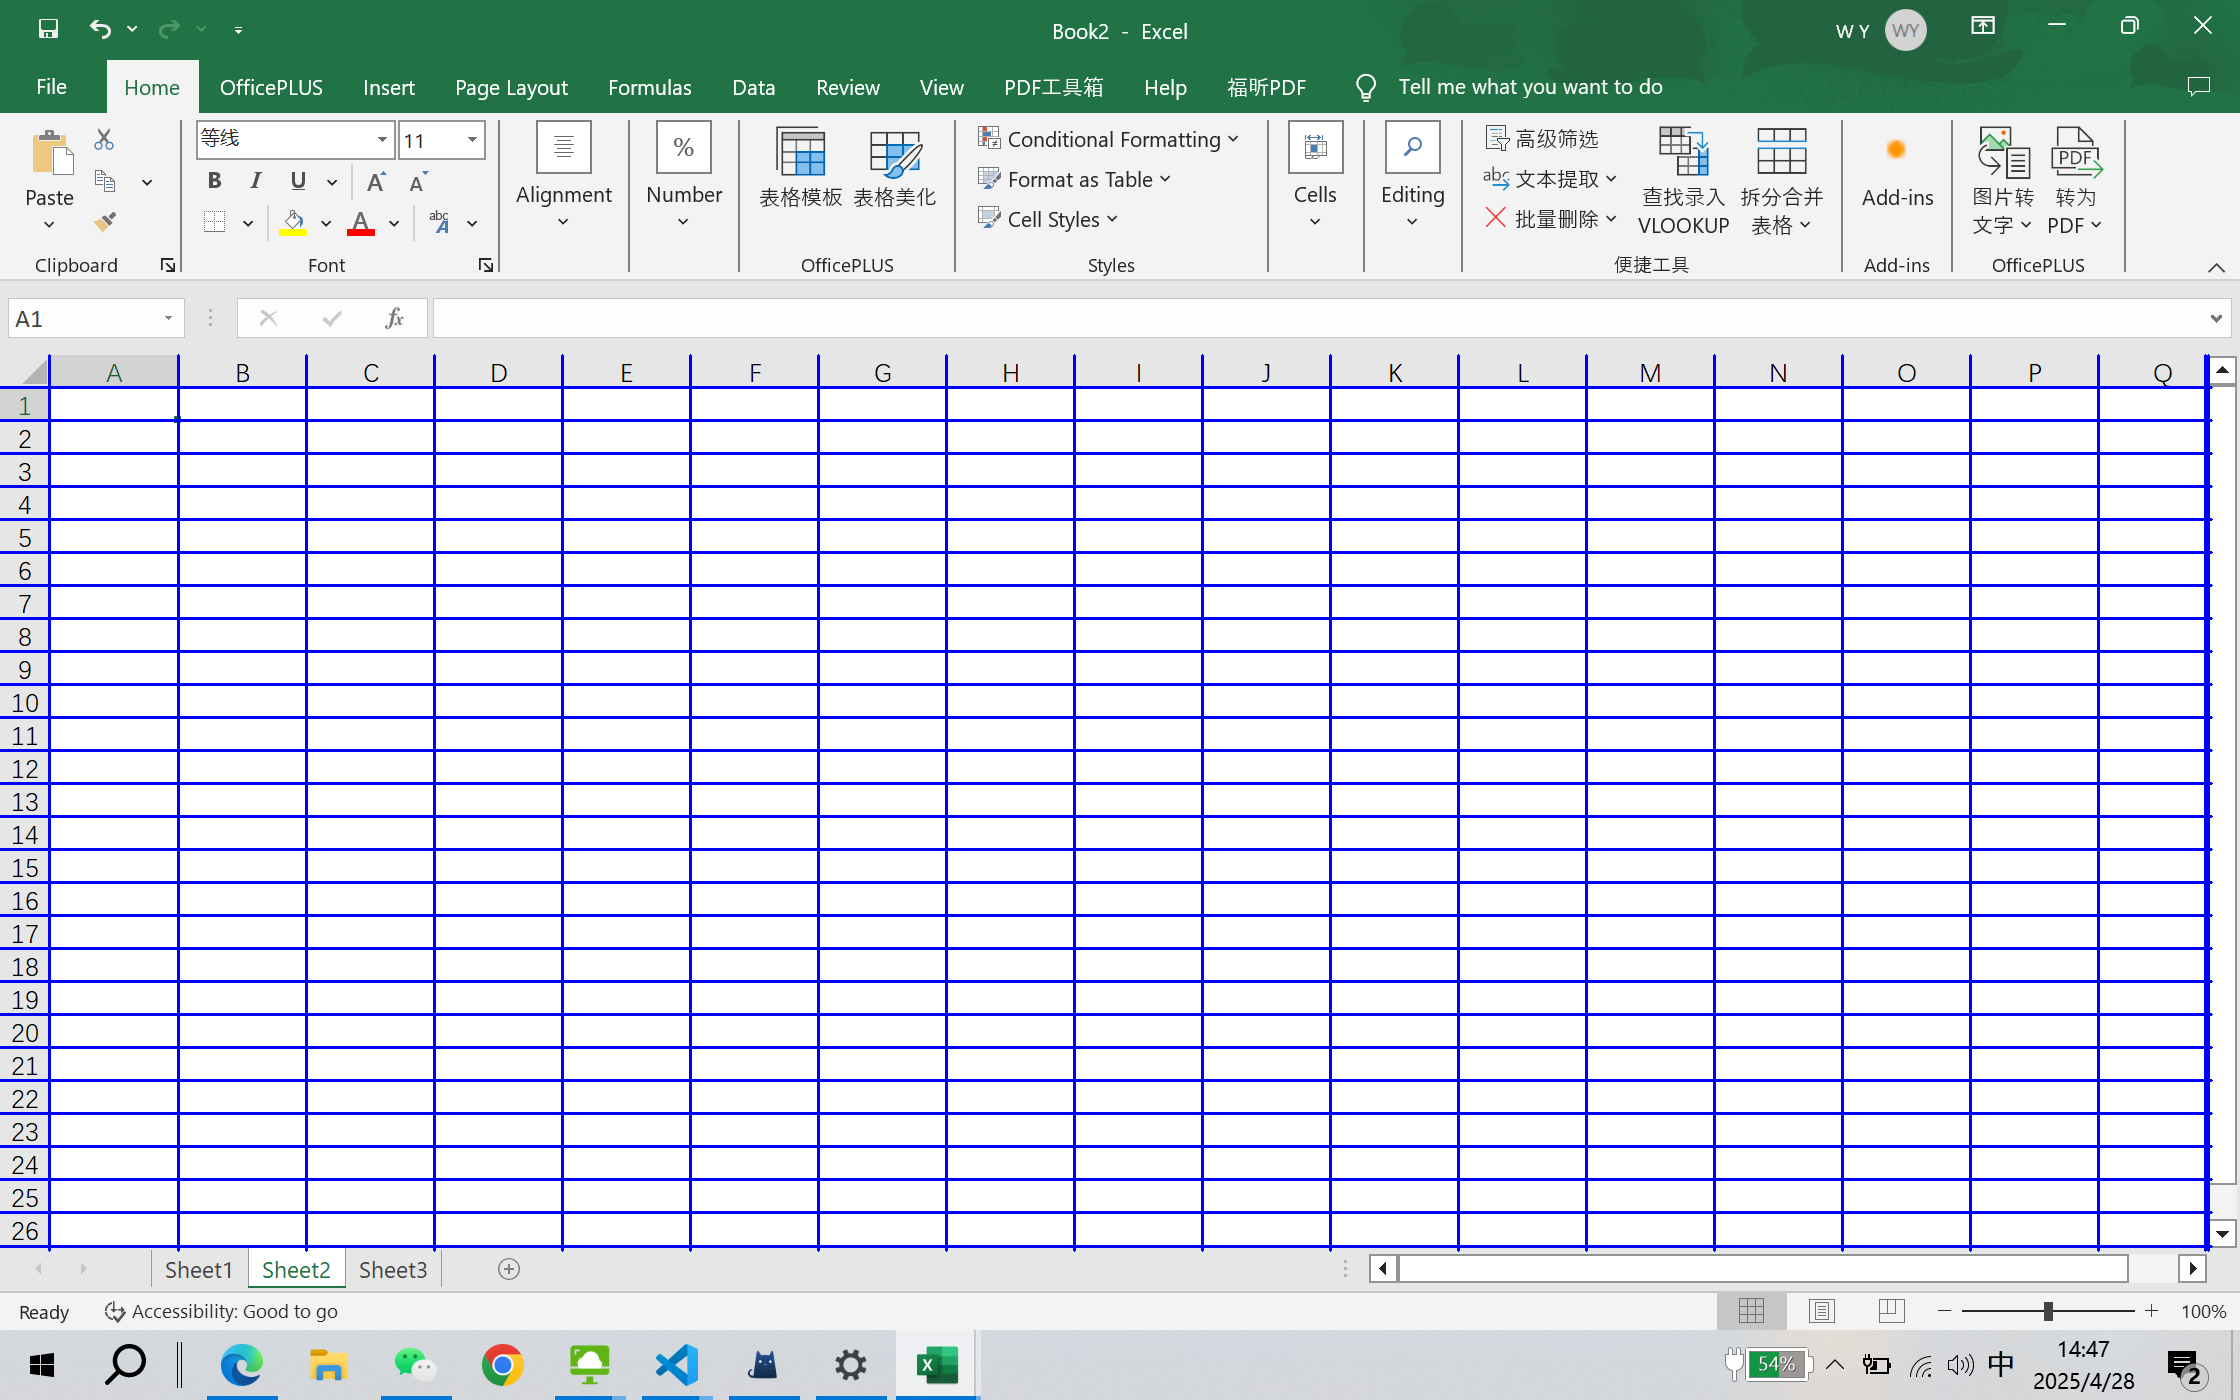 Book2 - Excel
W Y
WY
File
Home
OfficePLUS
Insert
Page Layout
Formulas
Data
Review
View
PDF工具箱
Help
福昕PDF
Tell me what you want to do
Paste
Clipboard
等线
11
B
I
U
A
A
A
abc
A
Font
Alignment
%
Number
表格模板
表格美化
OfficePLUS
Conditional Formatting
Format as Table
Cell Styles
Styles
Cells
Editing
高级筛选
abc
文本提取
批量删除
查找录入
VLOOKUP
拆分合并
表格
便捷工具
Add-ins
Add-ins
图片转
文字
PDF
转为
PDF
OfficePLUS
A1
fx
A B C D E F G H I J K L M N O P Q
1
2
3
4
5
6
7
8
9
10
11
12
13
14
15
16
17
18
19
20
21
22
23
24
25
26
Sheet1
Sheet2
Sheet3
Ready
Accessibility: Good to go
100%
X
54%
中
14:47
2025/4/28
2